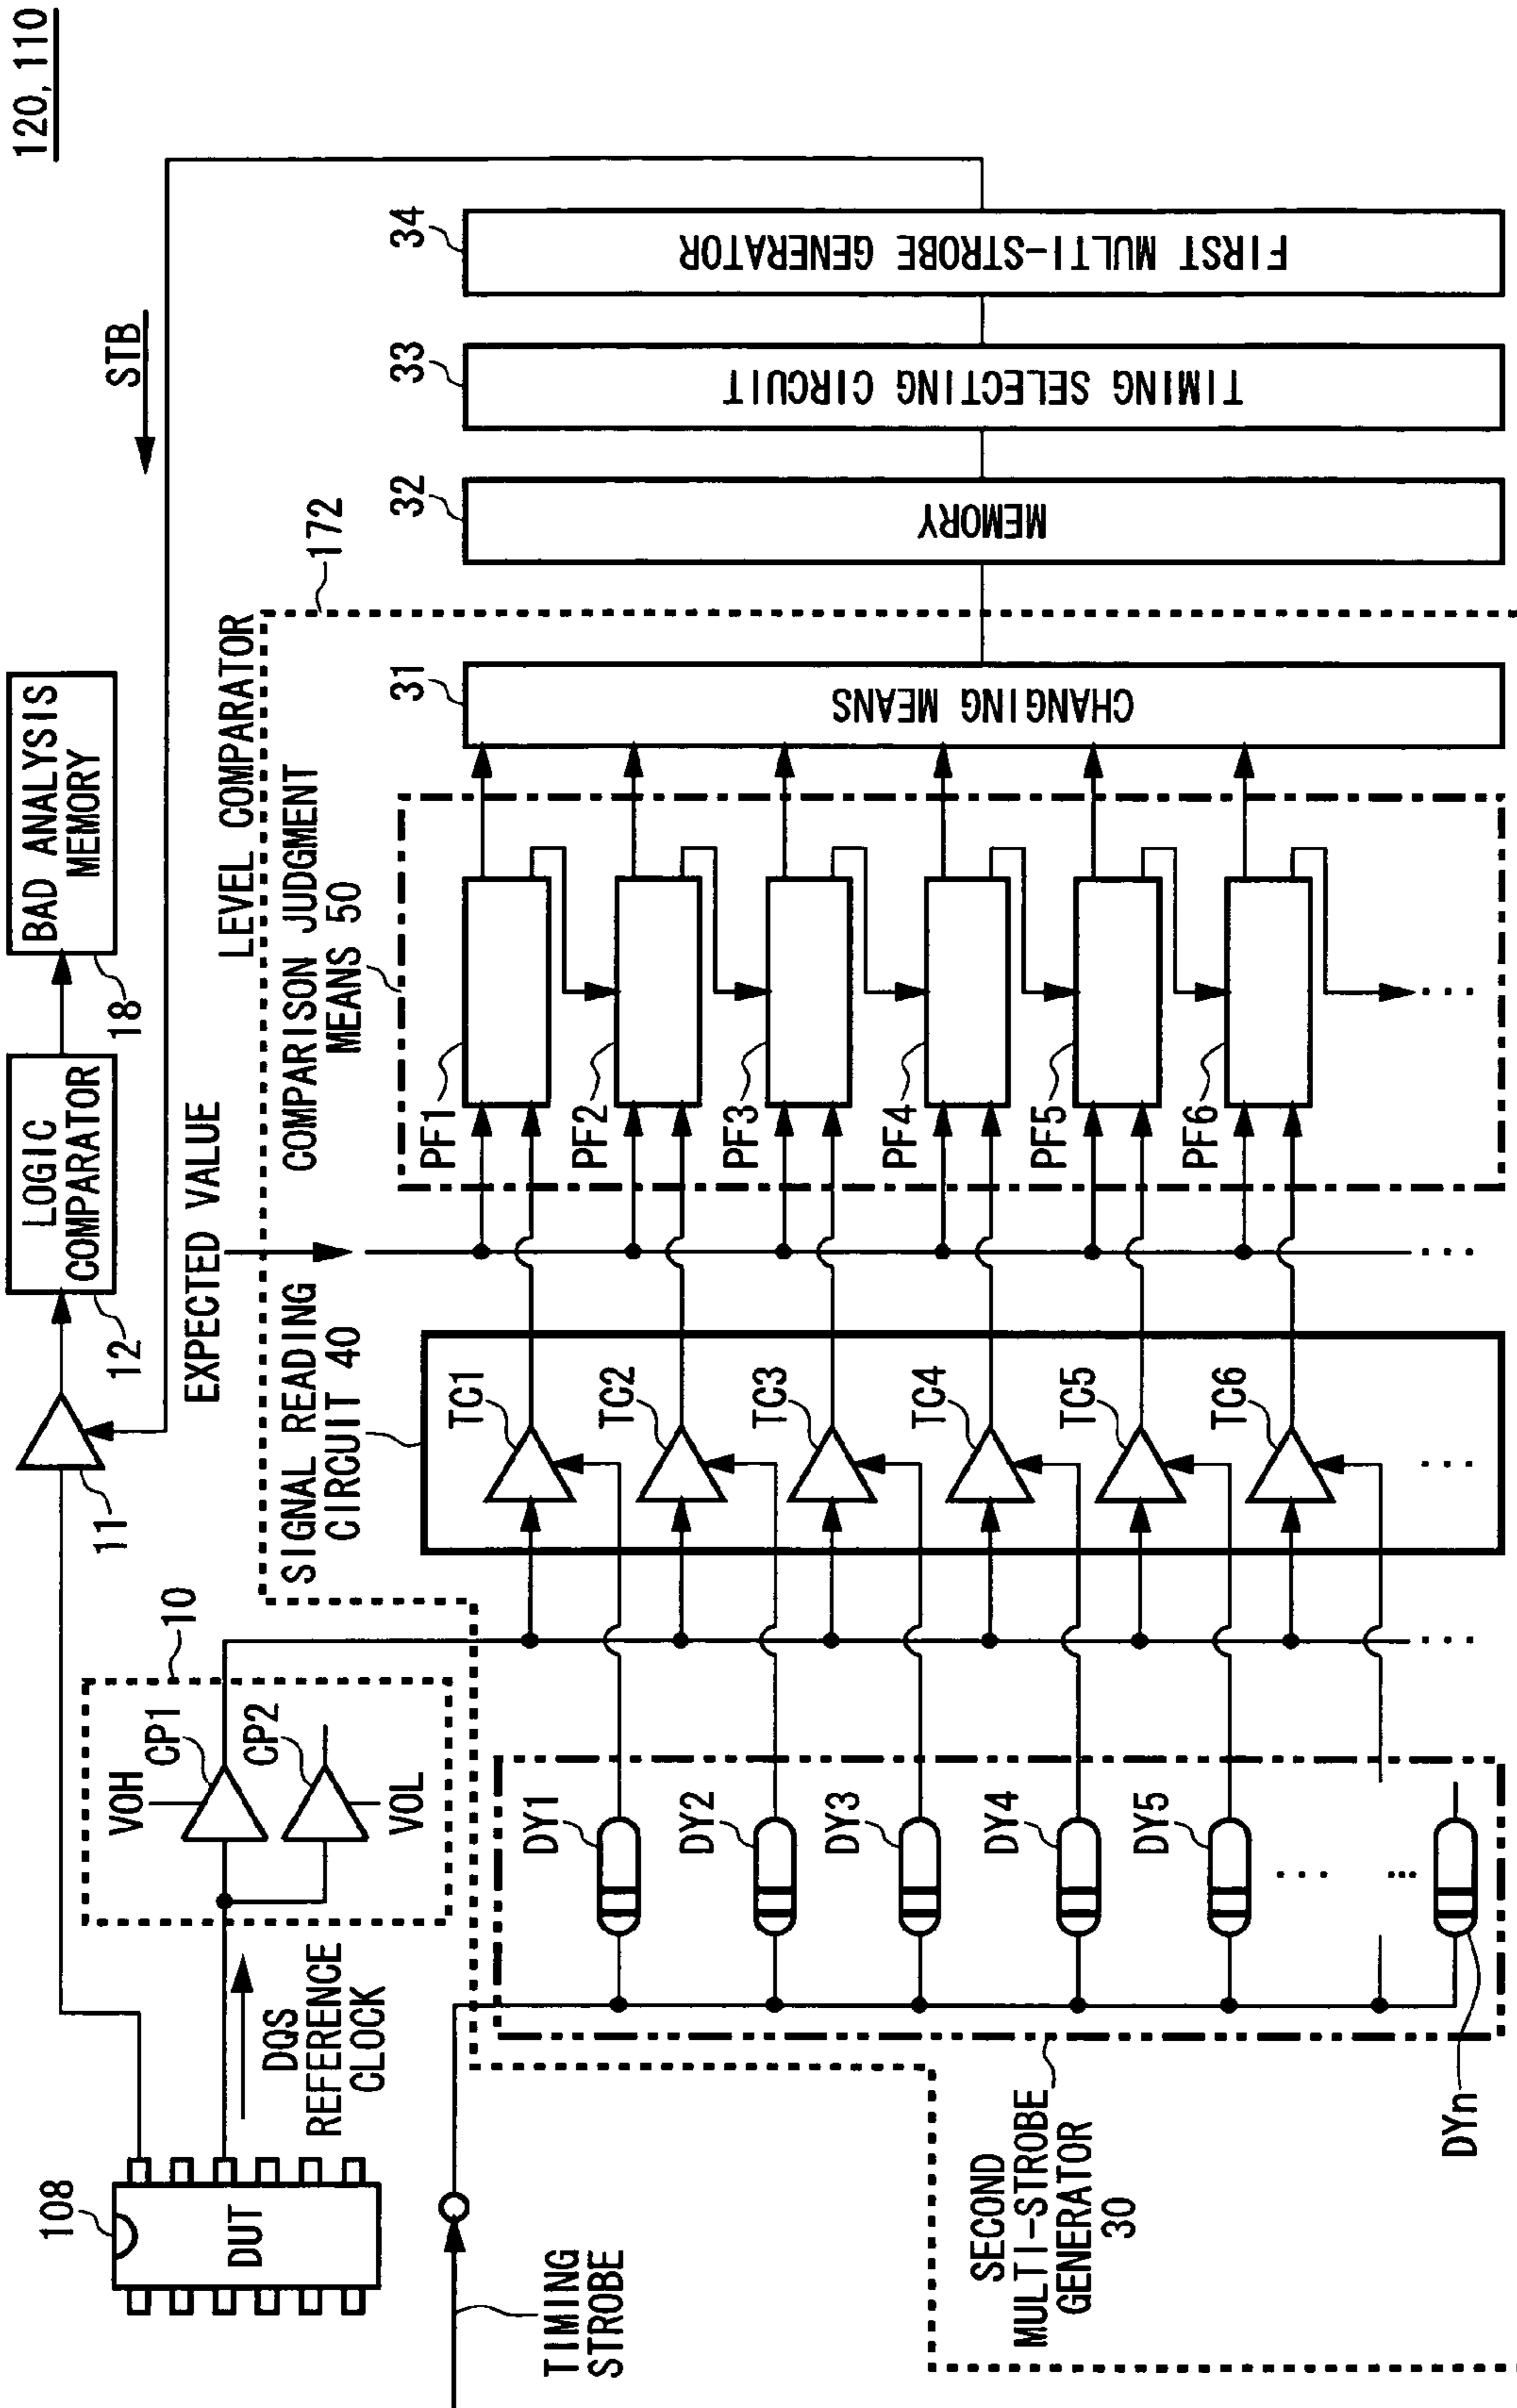 120, 110
108
DUT
DQS
REFERENCE
CLOCK
TIMING
STROBE
10
VOH
CP1
CP2
VOL
11
LOGIC
COMPARATOR
12
BAD ANALYSIS
MEMORY
18
STB
EXPECTED VALUE
LEVEL COMPARATOR
172
SIGNAL READING
CIRCUIT 40
COMPARISON JUDGMENT
MEANS 50
SECOND
MULTI-STROBE
GENERATOR
30
DY1
DY2
DY3
DY4
DY5
...
...
DYn
TC1
TC2
TC3
TC4
TC5
TC6
...
...
...
PF1
PF2
PF3
PF4
PF5
PF6
...
31
CHANGING MEANS
32
MEMORY
33
TIMING SELECTING CIRCUIT
34
FIRST MULTI-STROBE GENERATOR